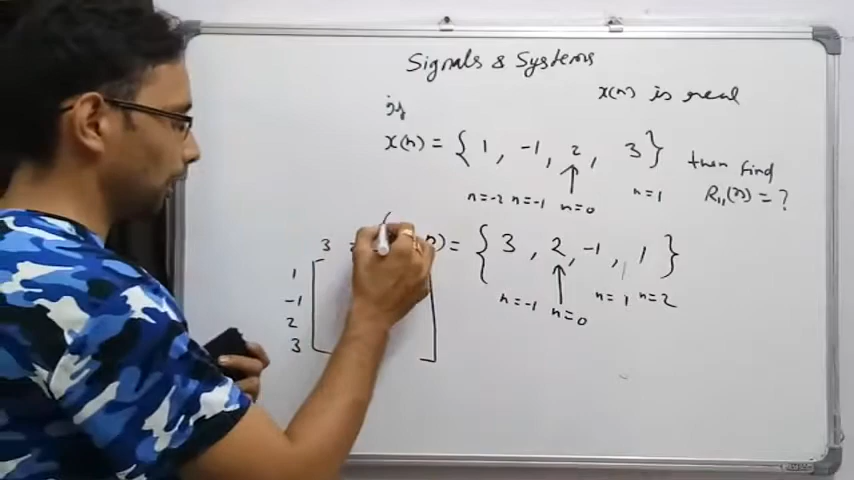 Signals & Systems
x(n) is real
if
x(n) = { 1, -1, 2, 3 }
then find
n=-2 n=-1 n=0 n=1
R₁₁(n) = ?
n) = { 3, 2, -1, 1 }
n=-1 n=0 n=1 n=2
3
1
-1
2
3